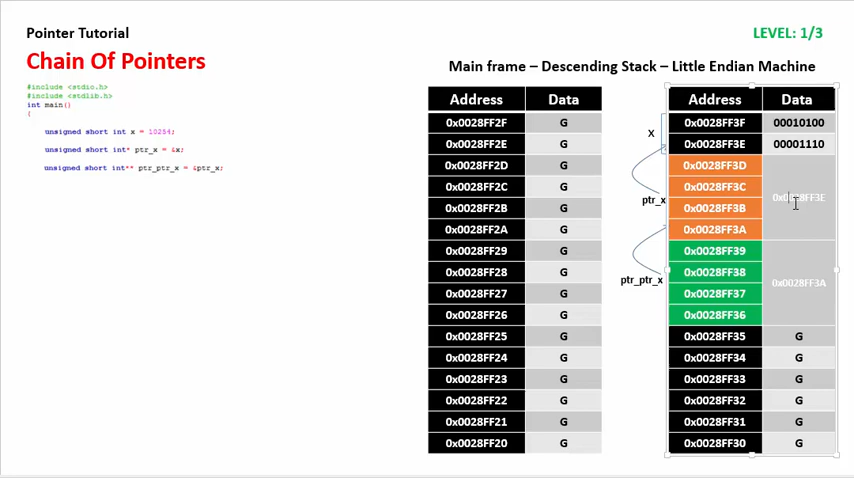 Pointer Tutorial
LEVEL: 1/3
Chain Of Pointers
Main frame – Descending Stack – Little Endian Machine
#include <stdio.h>
#include <stdlib.h>
int main()
{
unsigned short int x = 10254;
unsigned short int* ptr_x = &x;
unsigned short int** ptr_ptr_x = &ptr_x;
Address Data
0x0028FF2F G
0x0028FF2E G
0x0028FF2D G
0x0028FF2C G
0x0028FF2B G
0x0028FF2A G
0x0028FF29 G
0x0028FF28 G
0x0028FF27 G
0x0028FF26 G
0x0028FF25 G
0x0028FF24 G
0x0028FF23 G
0x0028FF22 G
0x0028FF21 G
0x0028FF20 G
X
ptr_x
ptr_ptr_x
Address Data
0x0028FF3F 00010100
0x0028FF3E 00001110
0x0028FF3D
0x0028FF3C
0x0028FF3E
0x0028FF3B
0x0028FF3A
0x0028FF39
0x0028FF38
0x0028FF3A
0x0028FF37
0x0028FF36
0x0028FF35 G
0x0028FF34 G
0x0028FF33 G
0x0028FF32 G
0x0028FF31 G
0x0028FF30 G